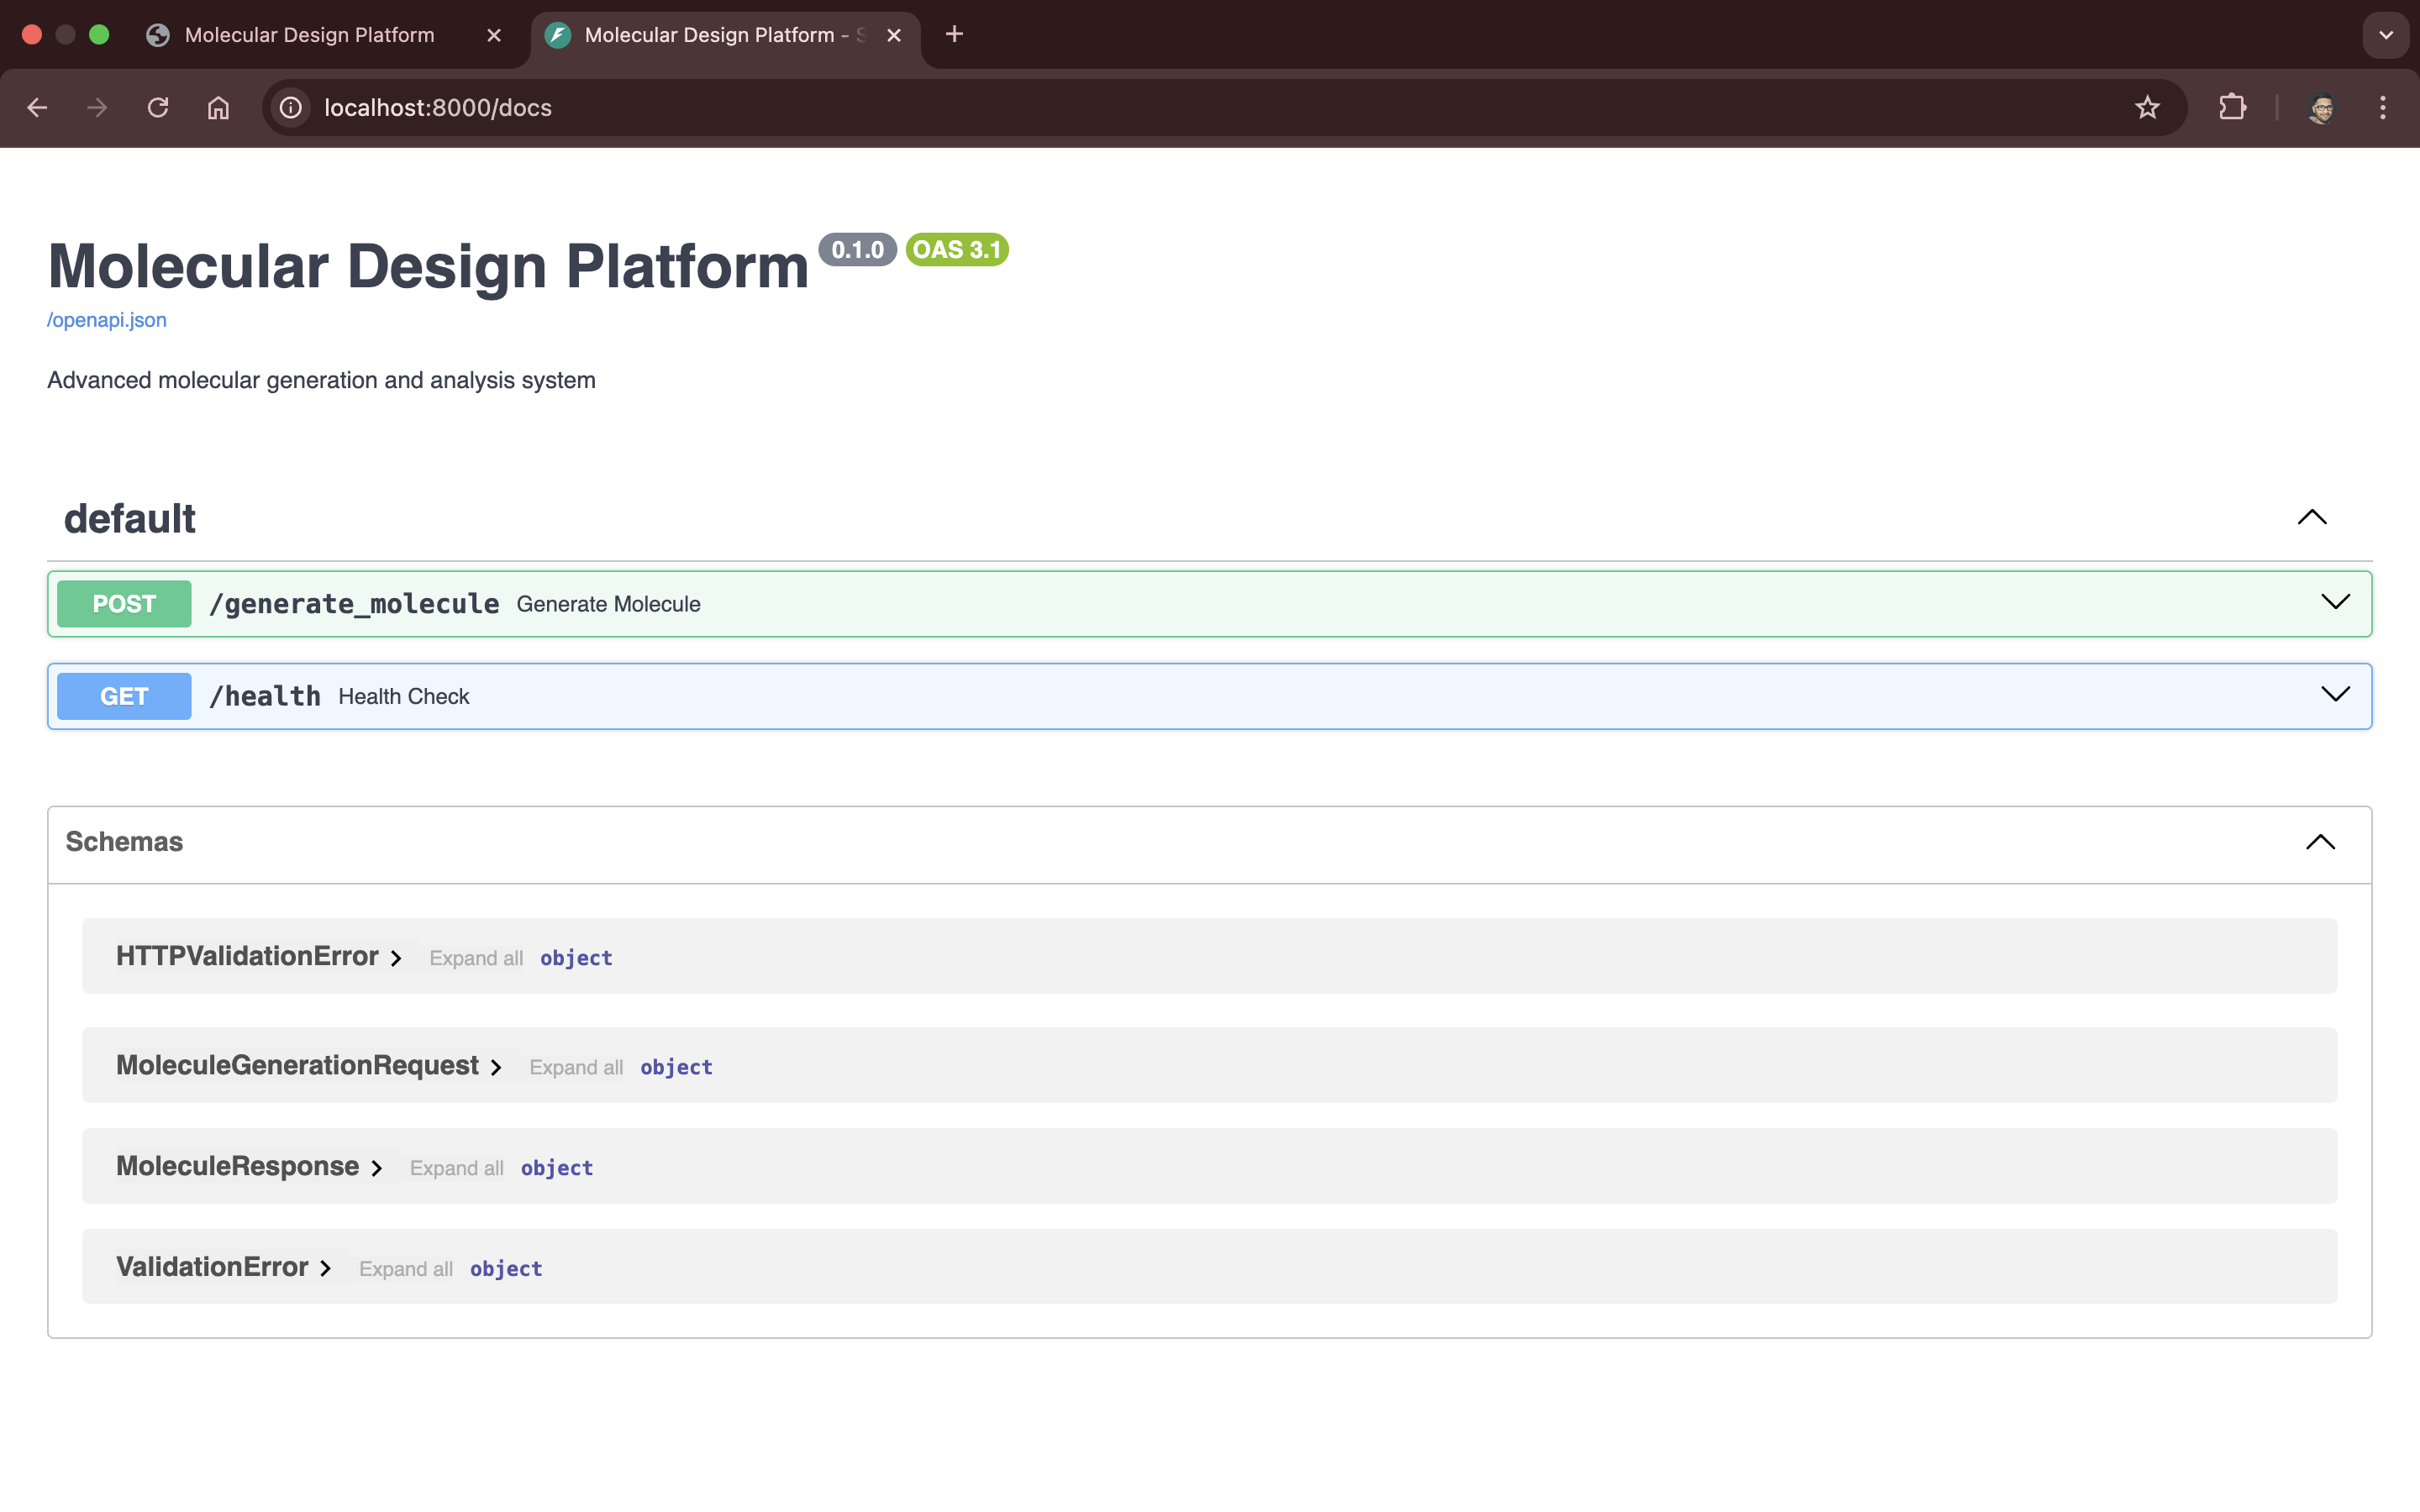 Molecular Design Platform
Molecular Design Platform -
localhost:8000/docs
Molecular Design Platform 0.1.0 OAS 3.1
/openapi.json
Advanced molecular generation and analysis system
default
POST /generate_molecule Generate Molecule
GET /health Health Check
Schemas
HTTPValidationError Expand all object
MoleculeGenerationRequest Expand all object
MoleculeResponse Expand all object
ValidationError Expand all object